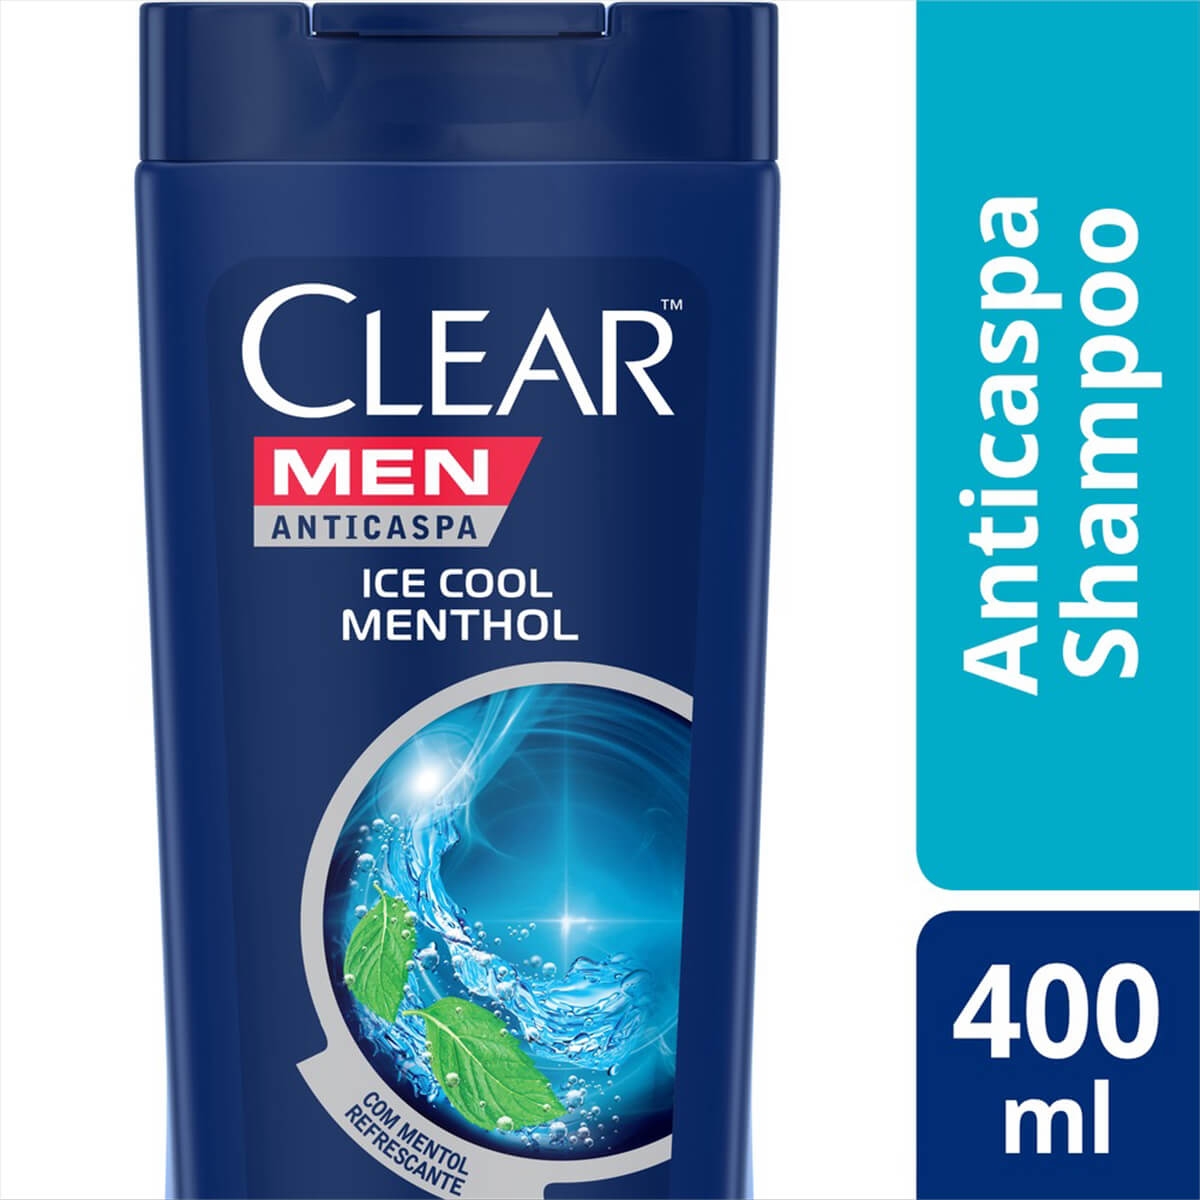 CLEAR™
MEN
ANTICASPA
ICE COOL
MENTHOL
COM MENTOL
REFRESCANTE
Anticaspa
Shampoo
400
ml